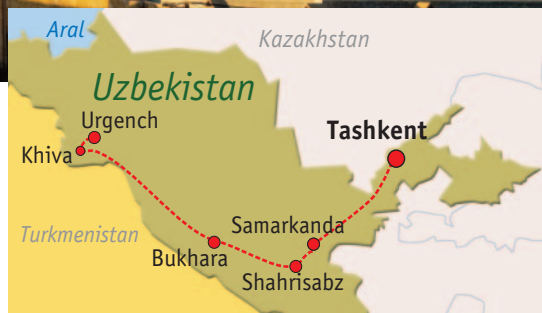 Aral
Kazakhstan
Uzbekistan
Urgench
Tashkent
Khiva
Turkmenistan
Samarkanda
Bukhara
Shahrisabz